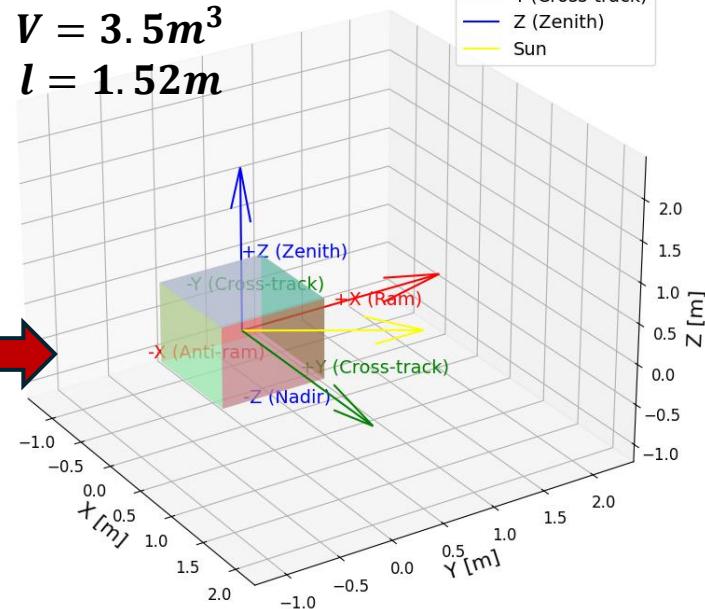 V = 3.5m³
l = 1.52m
Y (Cross-track)
Z (Zenith)
Sun
+Z (Zenith)
-Y (Cross-track)
+X (Ram)
-X (Anti-ram)
+Y (Cross-track)
-Z (Nadir)
2.0
1.5
1.0
0.5
0.0
−0.5
−1.0
Z [m]
−1.0
−0.5
0.0
0.5
1.0
1.5
2.0
X [m]
−1.0
−0.5
0.0
0.5
1.0
1.5
2.0
Y [m]